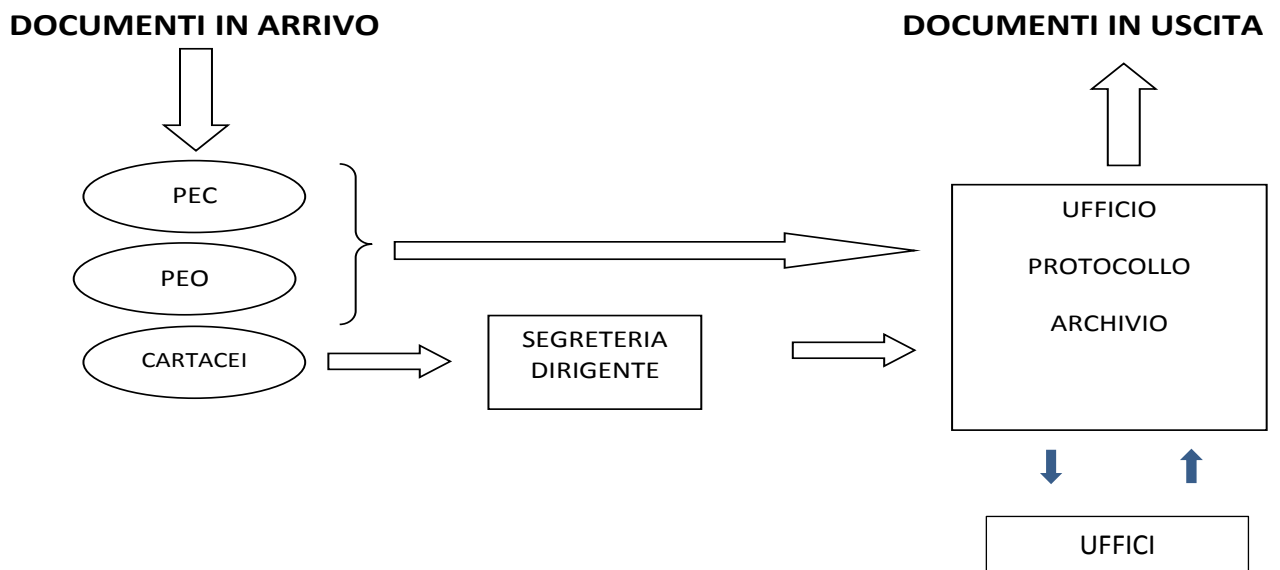 DOCUMENTI IN ARRIVO
DOCUMENTI IN USCITA
PEC
PEO
CARTACEI
SEGRETERIA
DIRIGENTE
UFFICIO
PROTOCOLLO
ARCHIVIO
UFFICI